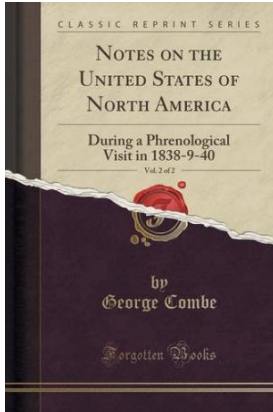 CLASSIC REPRINT SERIES
NOTES ON THE
UNITED STATES OF
NORTH AMERICA
During a Phrenological
Visit in 1838-9-40
Vol. 2 of 2
by
George Combe
Forgotten Books